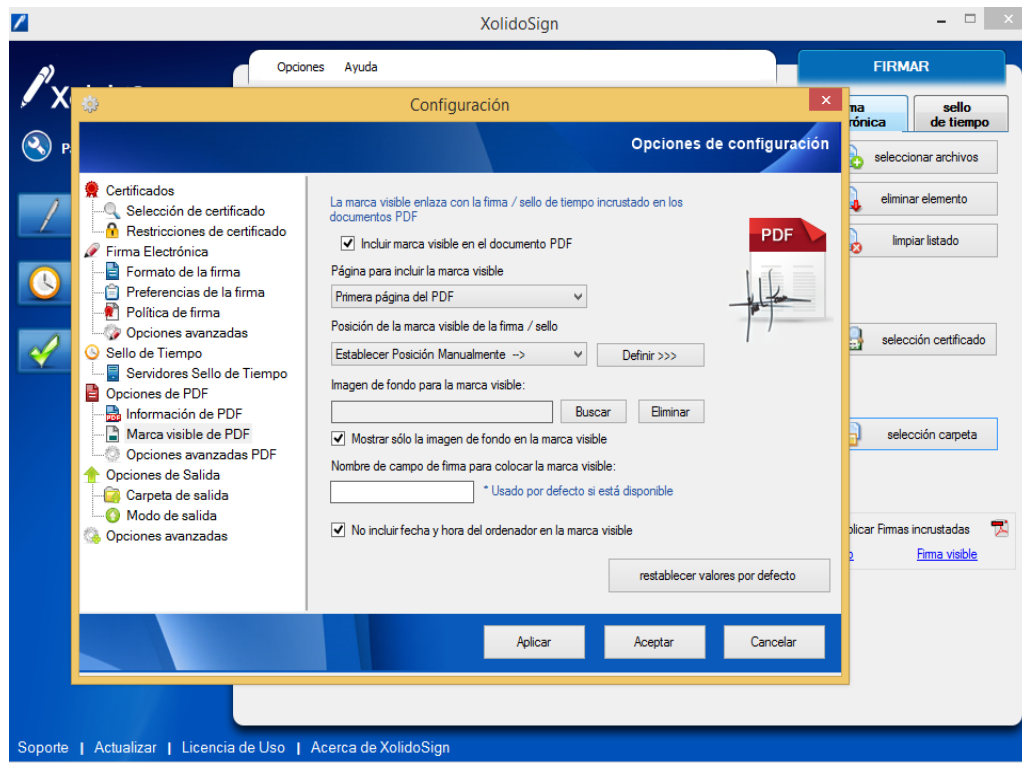 XolidoSign
Opciones Ayuda
FIRMAR
Configuración
sello
de tiempo
Opciones de configuración
seleccionar archivos
eliminar elemento
limpiar listado
selección certificado
selección carpeta
Certificados
Selección de certificado
Restricciones de certificado
Firma Electrónica
Formato de la firma
Preferencias de la firma
Política de firma
Opciones avanzadas
Sello de Tiempo
Servidores Sello de Tiempo
Opciones de PDF
Información de PDF
Marca visible de PDF
Opciones avanzadas PDF
Opciones de Salida
Carpeta de salida
Modo de salida
Opciones avanzadas
La marca visible enlaza con la firma / sello de tiempo incrustado en los
documentos PDF
PDF
Incluir marca visible en el documento PDF
Página para incluir la marca visible
Primera página del PDF
Posición de la marca visible de la firma / sello
Establecer Posición Manualmente -->
Definir >>>
Imagen de fondo para la marca visible:
Buscar
Eliminar
Mostrar sólo la imagen de fondo en la marca visible
Nombre de campo de firma para colocar la marca visible:
* Usado por defecto si está disponible
No incluir fecha y hora del ordenador en la marca visible
restablecer valores por defecto
Firmas incrustadas
Firma visible
Aplicar
Aceptar
Cancelar
Soporte | Actualizar | Licencia de Uso | Acerca de XolidoSign